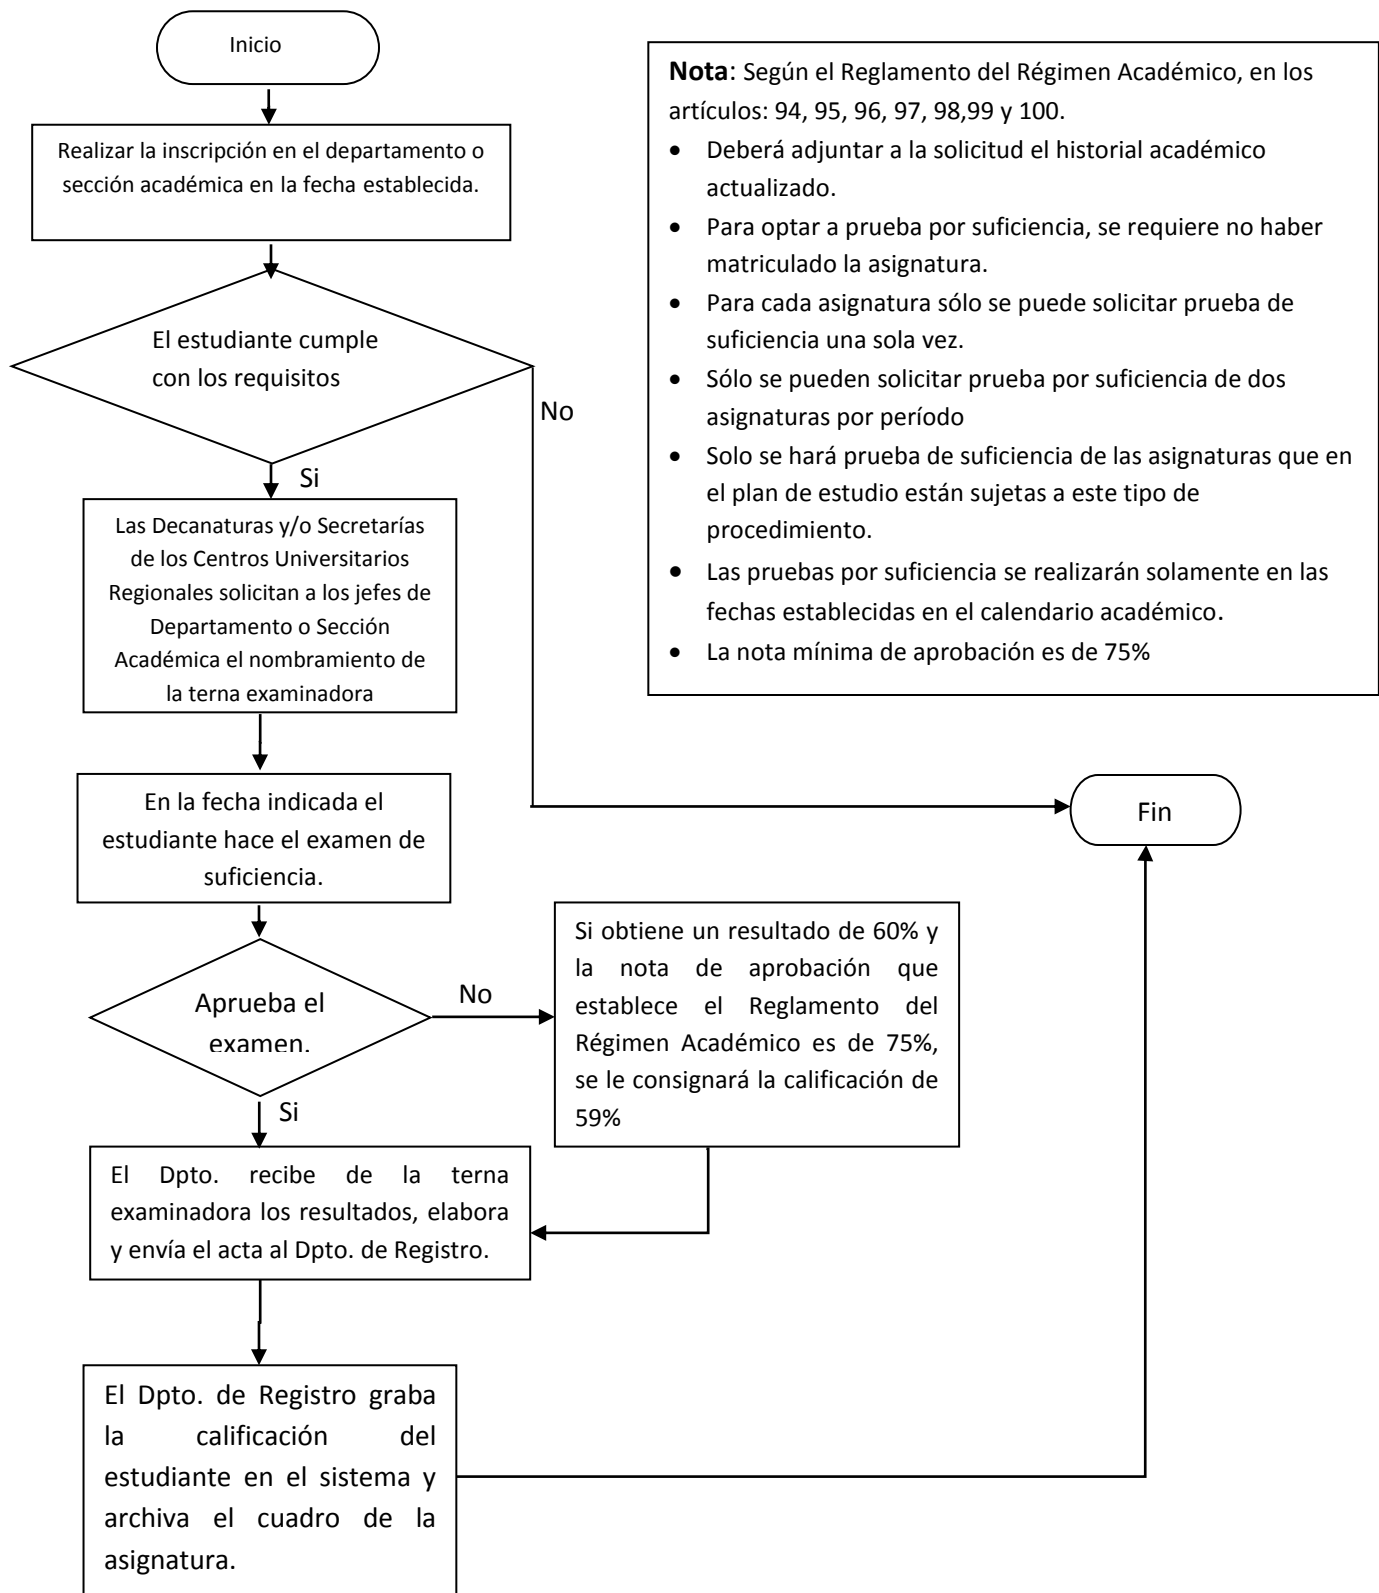 Inicio
Realizar la inscripción en el departamento o
sección académica en la fecha establecida.
El estudiante cumple
con los requisitos
No
Si
Las Decanaturas y/o Secretarías
de los Centros Universitarios
Regionales solicitan a los jefes de
Departamento o Sección
Académica el nombramiento de
la terna examinadora
En la fecha indicada el
estudiante hace el examen de
suficiencia.
Aprueba el
examen.
No
Si obtiene un resultado de 60% y
la nota de aprobación que
establece el Reglamento del
Régimen Académico es de 75%,
se le consignará la calificación de
59%
Si
El Dpto. recibe de la terna
examinadora los resultados, elabora
y envía el acta al Dpto. de Registro.
El Dpto. de Registro graba
la calificación del
estudiante en el sistema y
archiva el cuadro de la
asignatura.
Fin
Nota: Según el Reglamento del Régimen Académico, en los
artículos: 94, 95, 96, 97, 98,99 y 100.
• Deberá adjuntar a la solicitud el historial académico
actualizado.
• Para optar a prueba por suficiencia, se requiere no haber
matriculado la asignatura.
• Para cada asignatura sólo se puede solicitar prueba de
suficiencia una sola vez.
• Sólo se pueden solicitar prueba por suficiencia de dos
asignaturas por período
• Solo se hará prueba de suficiencia de las asignaturas que en
el plan de estudio están sujetas a este tipo de
procedimiento.
• Las pruebas por suficiencia se realizarán solamente en las
fechas establecidas en el calendario académico.
• La nota mínima de aprobación es de 75%